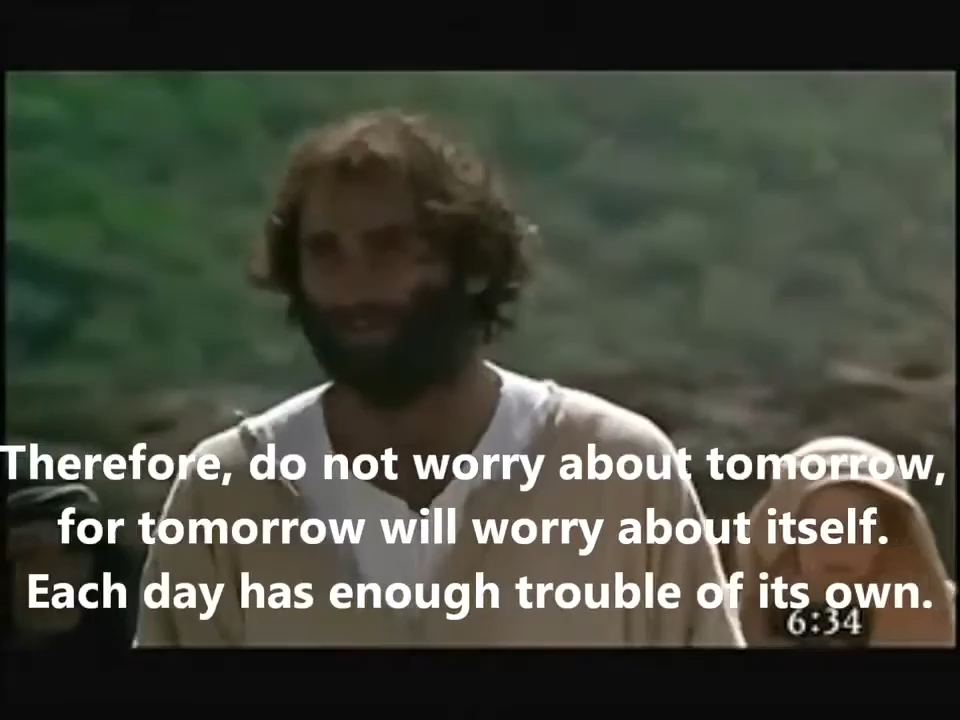 Therefore, do not worry about tomorrow,
for tomorrow will worry about itself.
Each day has enough trouble of its own.
6:34